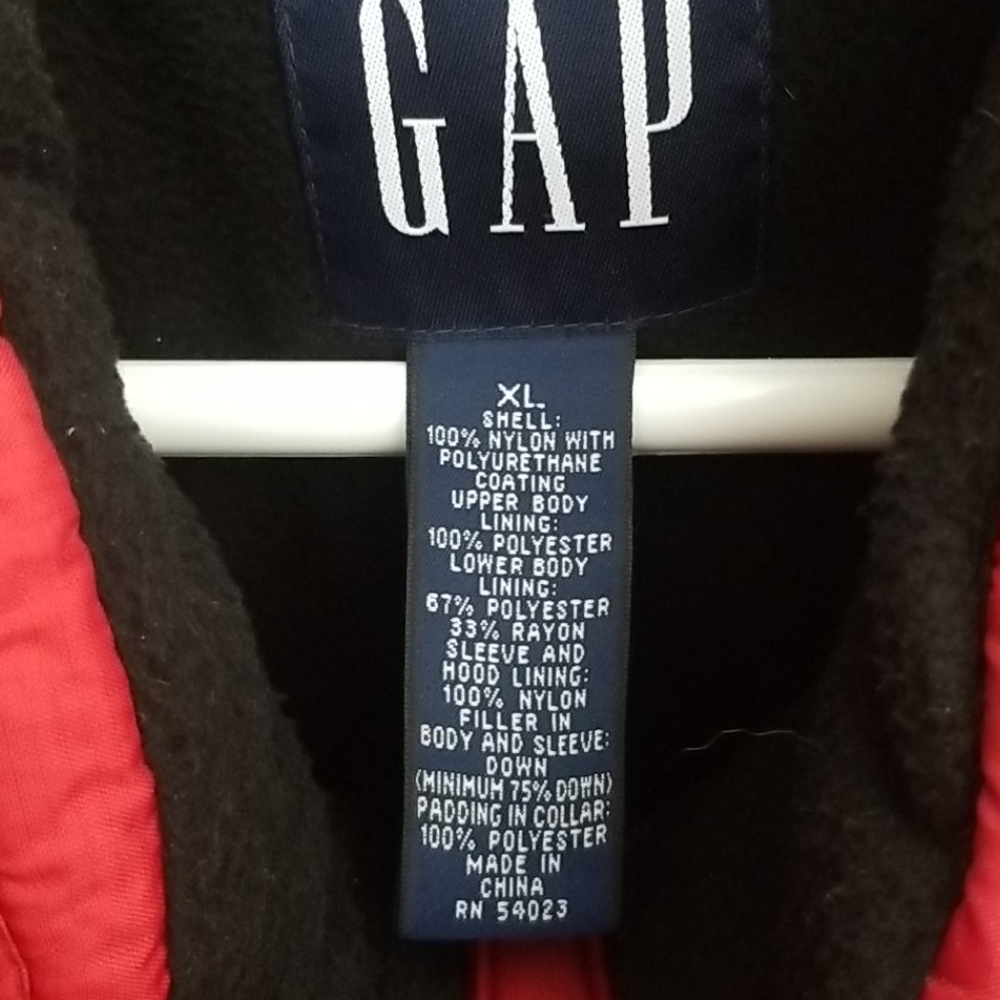 GAP
XL
SHELL:
100% NYLON WITH
POLYURETHANE
COATING
UPPER BODY
LINING:
100% POLYESTER
LOWER BODY
LINING:
67% POLYESTER
33% RAYON
SLEEVE AND
HOOD LINING:
100% NYLON
FILLER IN
BODY AND SLEEVE:
DOWN
(MINIMUM 75% DOWN)
PADDING IN COLLAR:
100% POLYESTER
MADE IN
CHINA
RN 54023